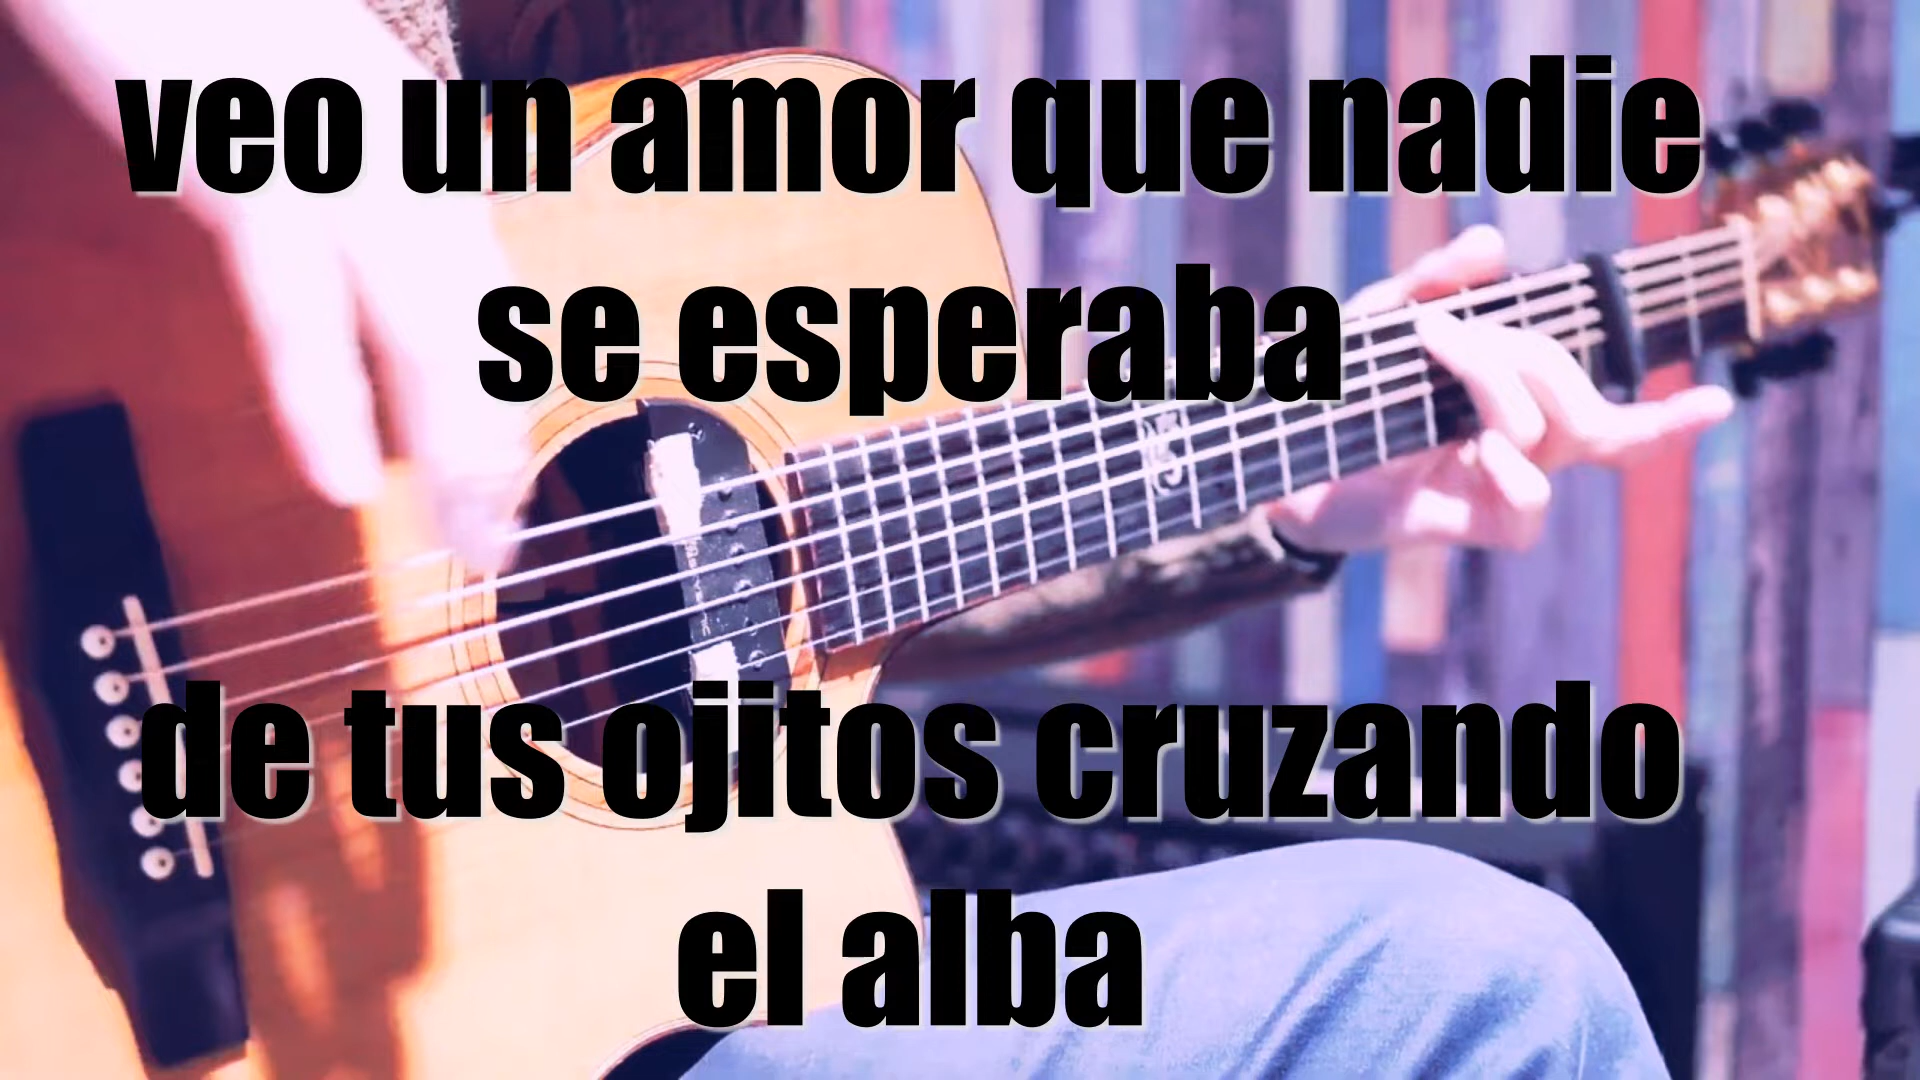 veo un amor que nadie
se esperaba
de tus ojitos cruzando
el alba